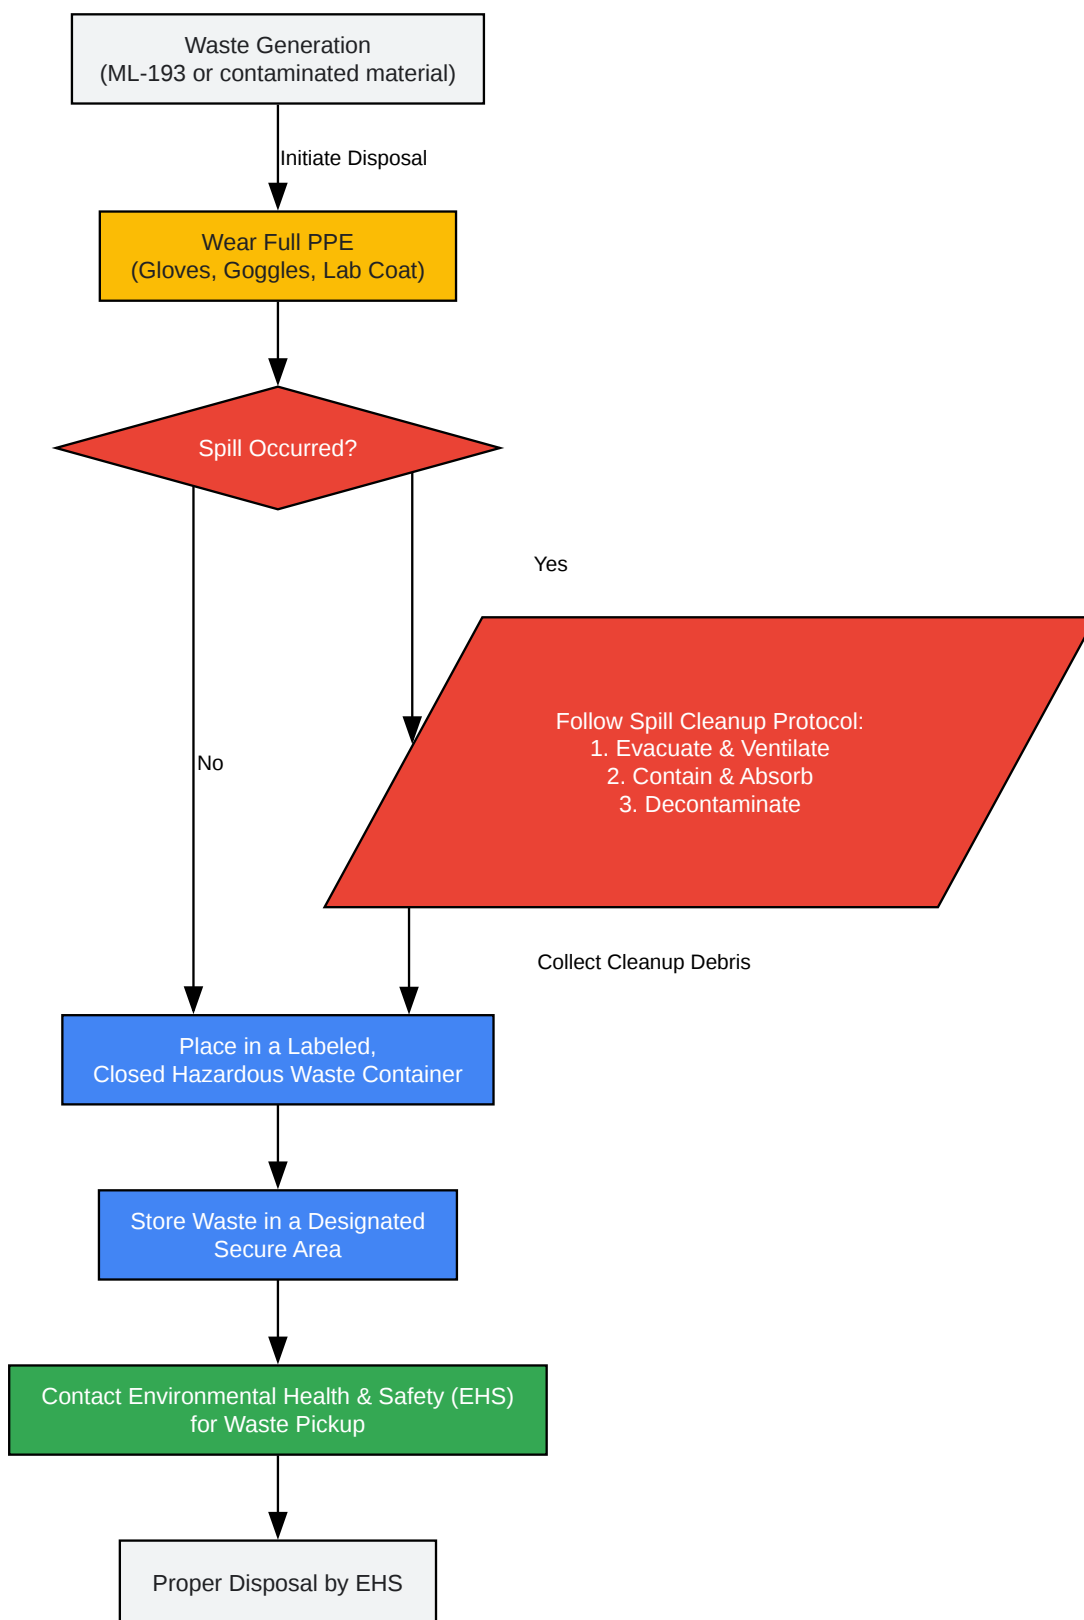 Waste Generation
(ML-193 or contaminated material)
Initiate Disposal
Wear Full PPE
(Gloves, Goggles, Lab Coat)
Spill Occurred?
Yes
Follow Spill Cleanup Protocol:
1. Evacuate & Ventilate
2. Contain & Absorb
3. Decontaminate
No
Collect Cleanup Debris
Place in a Labeled,
Closed Hazardous Waste Container
Store Waste in a Designated
Secure Area
Contact Environmental Health & Safety (EHS)
for Waste Pickup
Proper Disposal by EHS